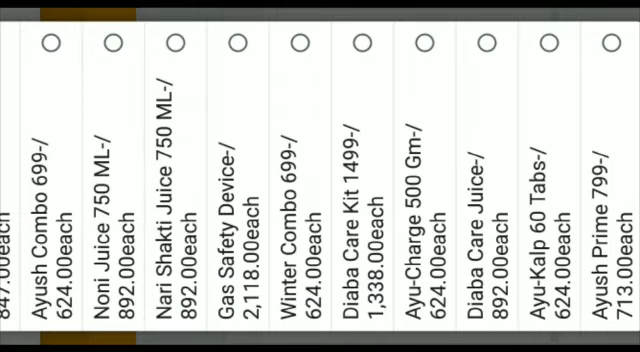 847.00each
Ayush Combo 699-/
624.00each
Noni Juice 750 ML-/
892.00each
Nari Shakti Juice 750 ML-/
892.00each
Gas Safety Device-/
2,118.00each
Winter Combo 699-/
624.00each
Diaba Care Kit 1499-/
1,338.00each
Ayu-Charge 500 Gm-/
624.00each
Diaba Care Juice-/
892.00each
Ayu-Kalp 60 Tabs-/
624.00each
Ayush Prime 799-/
713.00each